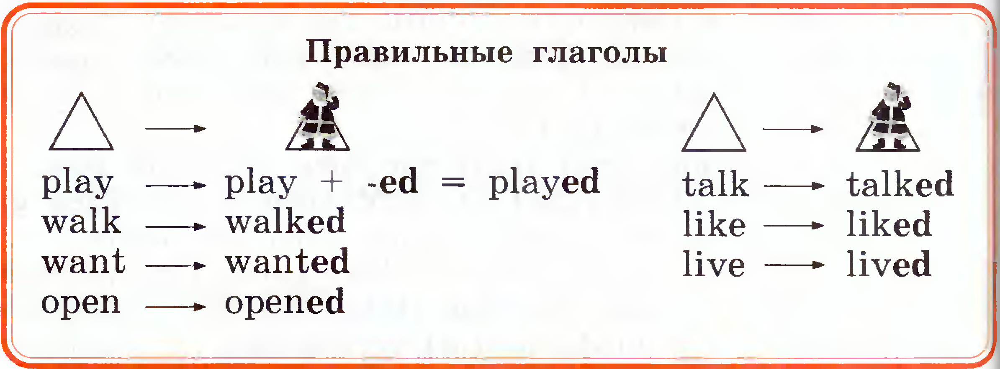 Правильные глаголы
play → play + -ed = played talk → talked
walk → walked like → liked
want → wanted live → lived
open → opened